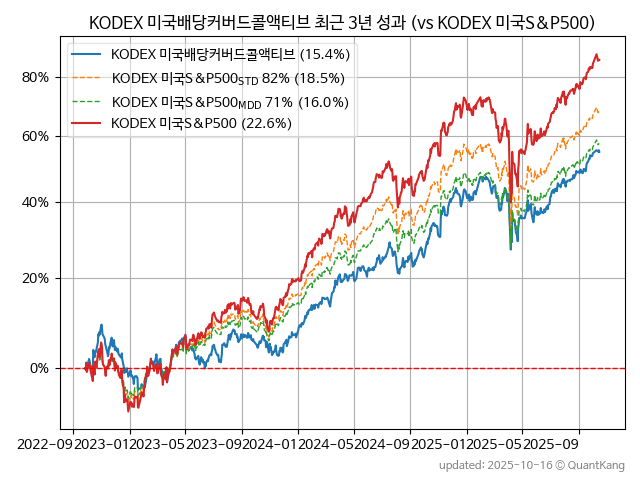 KODEX 미국배당커버드콜액티브 최근 3년 성과 (vs KODEX 미국S&P500)
KODEX 미국배당커버드콜액티브 (15.4%)
KODEX 미국S&P500STD 82% (18.5%)
KODEX 미국S&P500MDD 71% (16.0%)
KODEX 미국S&P500 (22.6%)
80%
60%
40%
20%
0%
2022-09 2023-01 2023-05 2023-09 2024-01 2024-05 2024-09 2025-01 2025-05 2025-09
updated: 2025-10-16 © QuantKang